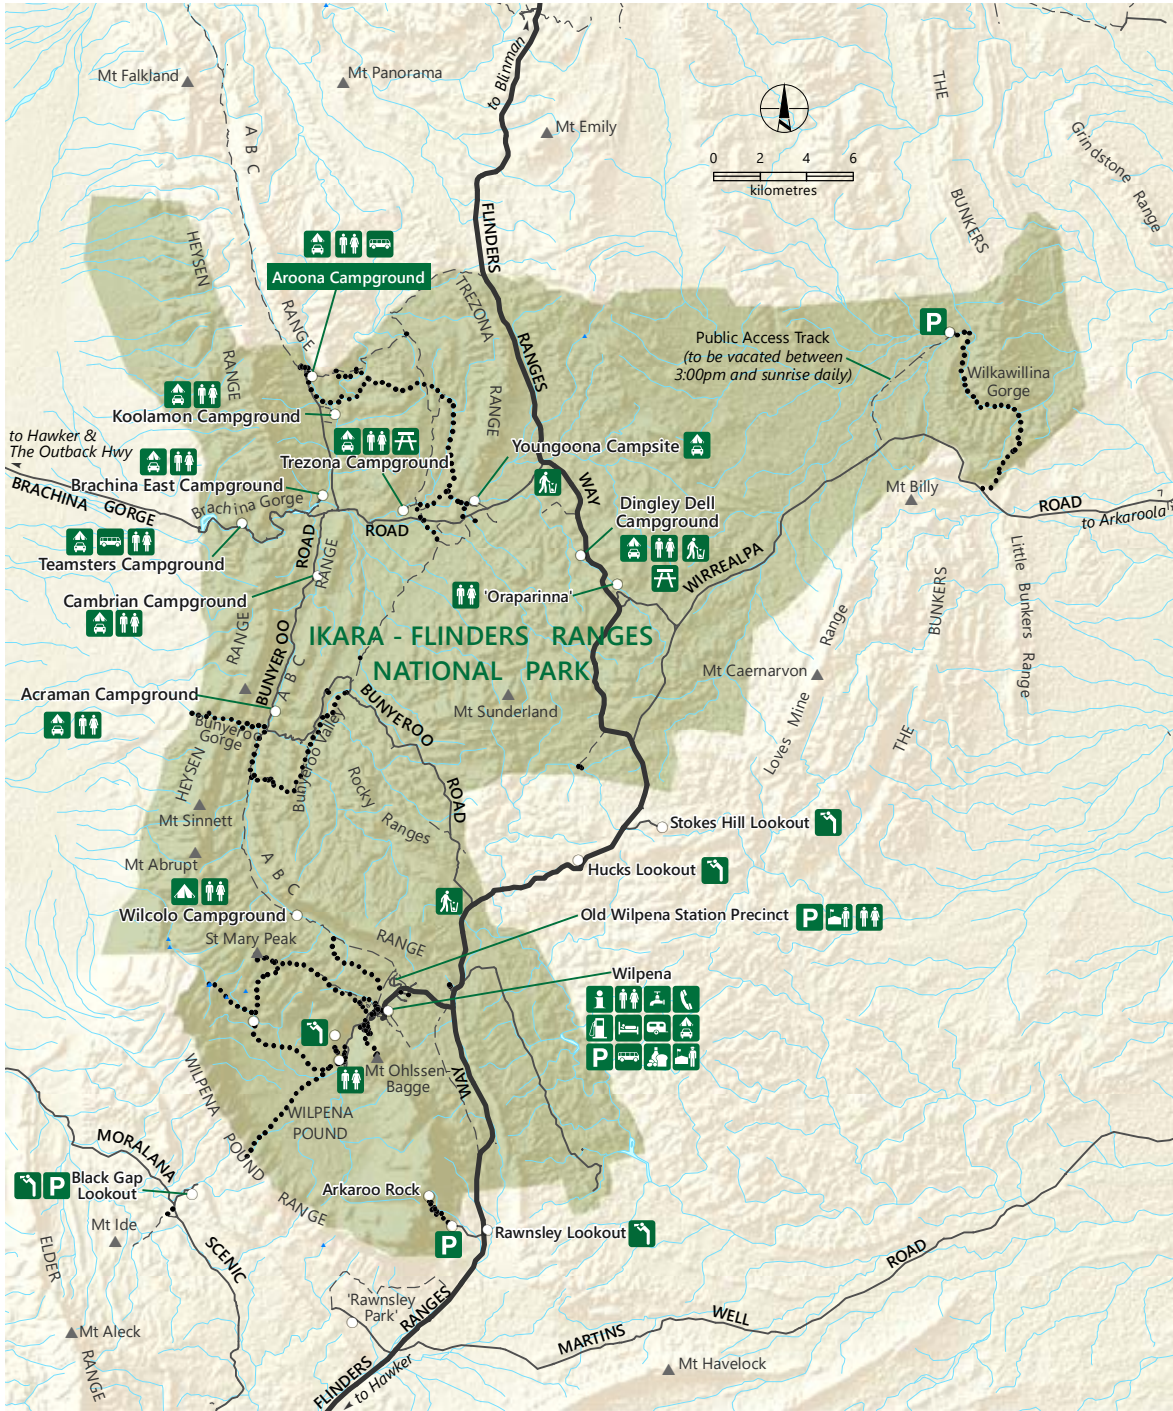 to Blinman
Mt Falkland
Mt Panorama
Mt Emily
0 2 4 6
kilometres
THE
BUNKERS
Grindstone Range
ABC
RANGE
HEYSEN
RANGE
FLINDERS
RANGES
WAY
Aroona Campground
TREZONA
RANGE
Public Access Track
(to be vacated between
3:00pm and sunrise daily)
P
Wilkawillina
Gorge
Koolamon Campground
to Hawker &
The Outback Hwy
Trezona Campground
Youngoona Campsite
Brachina East Campground
BRACHINA GORGE
Brachina Gorge
ROAD
Dingley Dell
Campground
Mt Billy
ROAD
to Arkaroola
Teamsters Campground
ROAD
RANGE
WIRREALPA
'Oraparinna'
Cambrian Campground
Little Bunkers Range
BUNKERS
THE
Loves Mine Range
IKARA - FLINDERS RANGES
NATIONAL PARK
RANGE
BUNYEROO
ABC
Mt Caernarvon
Acraman Campground
Mt Sunderland
BUNYEROO
ROAD
Bunyeroo
Gorge
Bunyeroo Valley
HEYSEN
Rocky
Ranges
Mt Sinnett
Stokes Hill Lookout
Mt Abrupt
ABC
RANGE
Hucks Lookout
Wilcolo Campground
Old Wilpena Station Precinct
P
St Mary Peak
Wilpena
i
P
Mt Ohlssen-
Bagge
WAY
WILPENA
POUND
WILPENA
POUND
RANGE
MORALANA
SCENIC
P
Black Gap
Lookout
Arkaroo Rock
P
Rawnsley Lookout
Mt Ide
ELDER
RANGE
Mt Aleck
'Rawnsley
Park'
FLINDERS
RANGES
to Hawker
MARTINS
WELL
ROAD
Mt Havelock